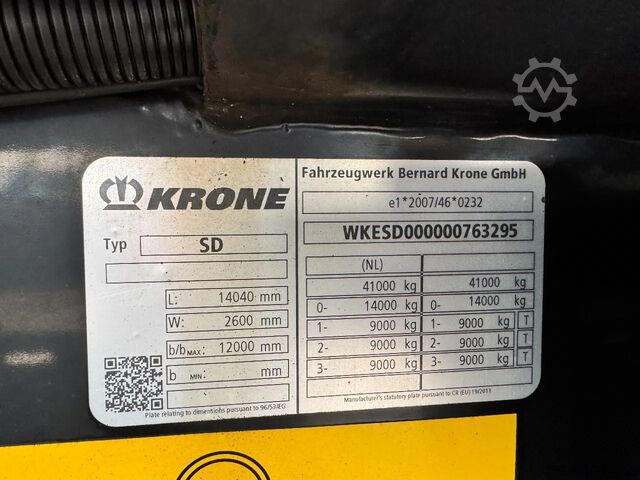 KRONE
Typ SD
L: 14040 mm
W: 2600 mm
b/b MAX: 12000 mm
b MIN: mm
Plate relating to dimensions pursuant to 96/53/EG
Fahrzeugwerk Bernard Krone GmbH
e1*2007/46*0232
WKESD000000763295
(NL)
41000 kg 41000 kg
0- 14000 kg 0- 14000 kg
1- 9000 kg 1- 9000 kg T
2- 9000 kg 2- 9000 kg T
3- 9000 kg 3- 9000 kg T
Manufacturer's statutory plate pursuant to CR (EU) 19/2011